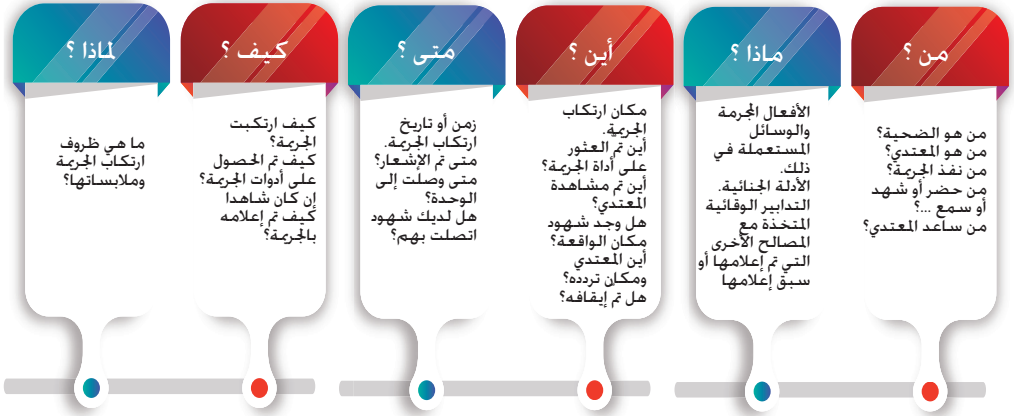 من ؟
من هو الضحية؟
من هو المعتدي؟
من نفذ الجريمة؟
من حضر أو شهد
أو سمع ...؟
من ساعد المعتدي؟
ماذا ؟
الأفعال المجرمة
والوسائل
المستعملة في
ذلك.
الأدلة الجنائية.
التدابير الوقائية
المتخذة مع
المصالح الأخرى
التي تم إعلامها أو
سبق إعلامها
أين ؟
مكان ارتكاب
الجريمة.
أين تم العثور
على أداة الجريمة؟
أين تم مشاهدة
المعتدي؟
هل وجد شهود
مكان الواقعة؟
أين المعتدي
ومكان تردده؟
هل تم إيقافه؟
متى ؟
زمن أو تاريخ
ارتكاب الجريمة.
متى تم الإشعار؟
متى وصلت إلى
الوحدة؟
هل لديك شهود
اتصلت بهم؟
كيف ؟
كيف ارتكبت
الجريمة؟
كيف تم الحصول
على أدوات الجريمة؟
إن كان شاهدا
كيف تم إعلامه
بالجريمة؟
لماذا ؟
ما هي ظروف
ارتكاب الجريمة
وملابساتها؟